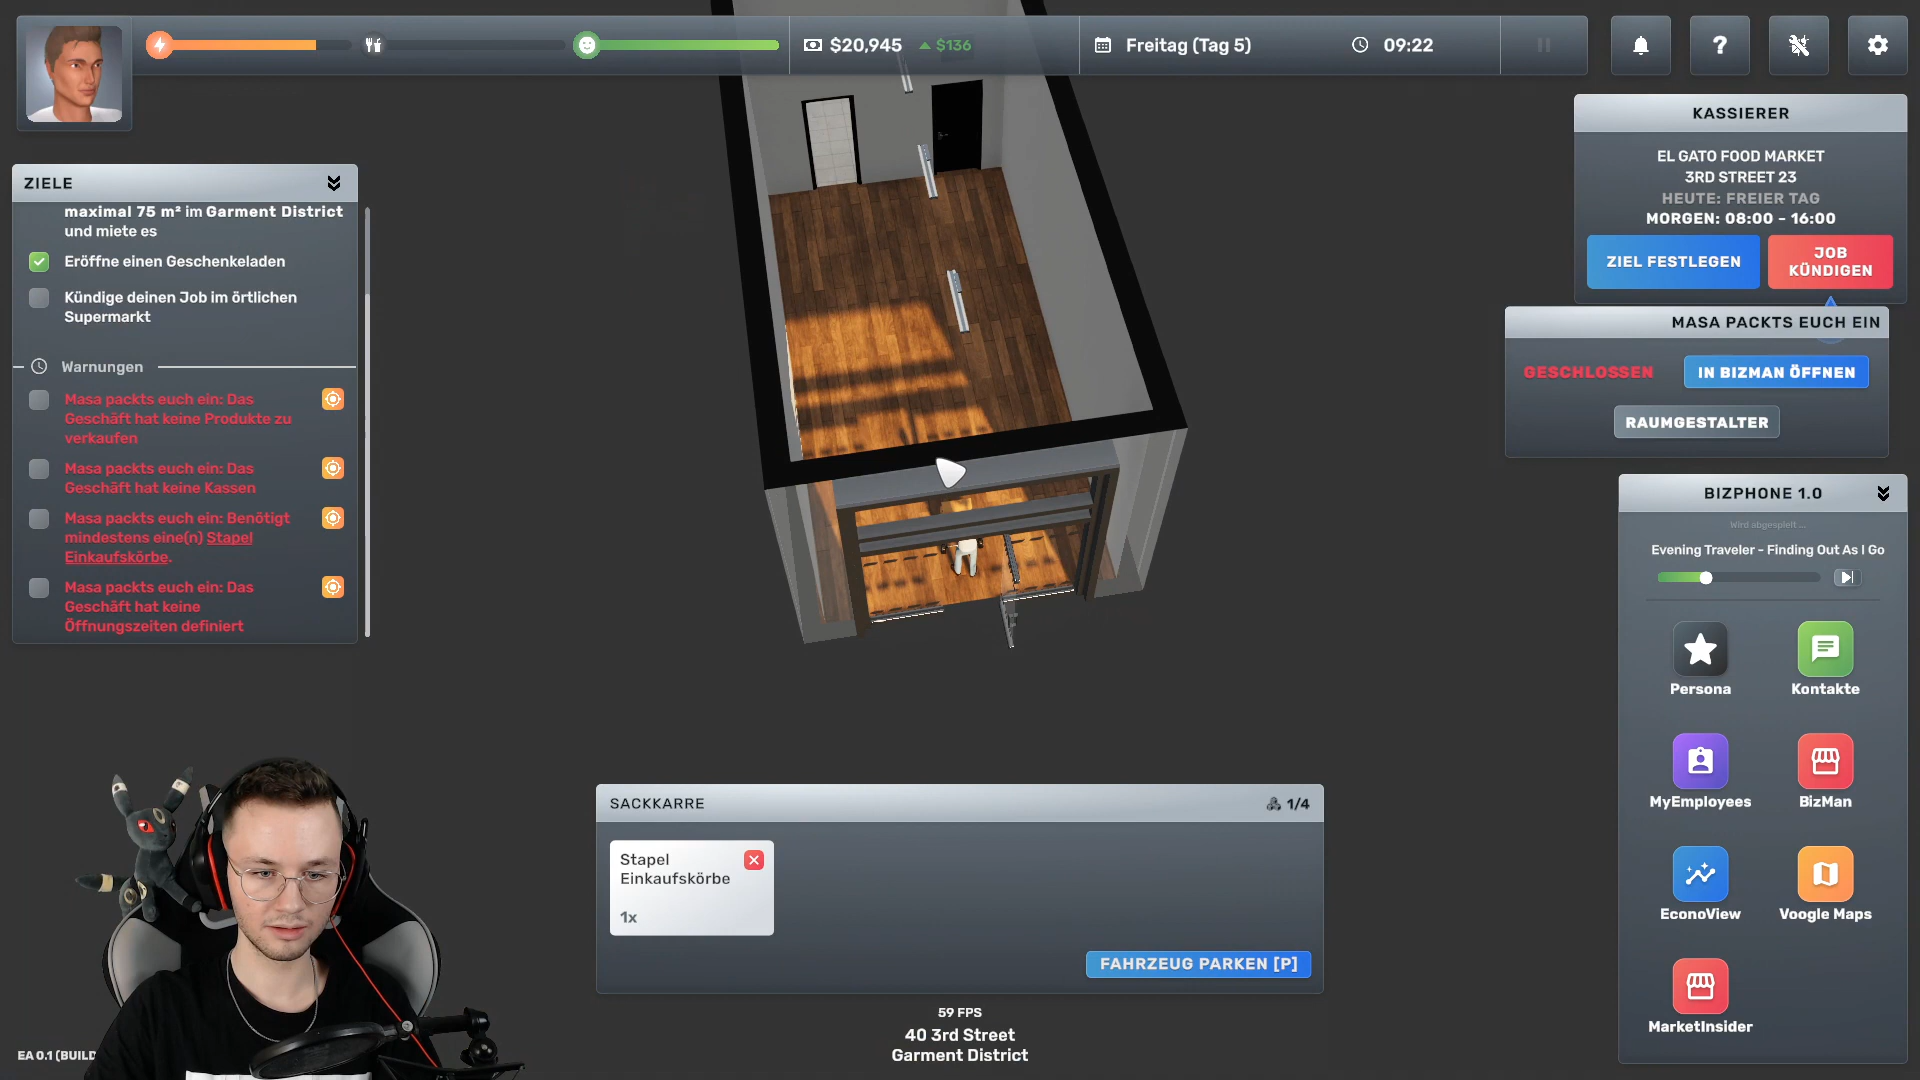 $20,945
$136
Freitag (Tag 5)
09:22
?
ZIELE
maximal 75 m² im Garment District
und miete es
Eröffne einen Geschenkeladen
Kündige deinen Job im örtlichen
Supermarkt
Warnungen
Masa packts euch ein: Das
Geschäft hat keine Produkte zu
verkaufen
Masa packts euch ein: Das
Geschäft hat keine Kassen
Masa packts euch ein: Benötigt
mindestens eine(n) Stapel
Einkaufskörbe.
Masa packts euch ein: Das
Geschäft hat keine
Öffnungszeiten definiert
KASSIERER
EL GATO FOOD MARKET
3RD STREET 23
HEUTE: FREIER TAG
MORGEN: 08:00 - 16:00
ZIEL FESTLEGEN
JOB
KÜNDIGEN
MASA PACKTS EUCH EIN
GESCHLOSSEN
IN BIZMAN ÖFFNEN
RAUMGESTALTER
BIZPHONE 1.0
Wird abgespielt ...
Evening Traveler - Finding Out As I Go
Persona
Kontakte
MyEmployees
BizMan
EconoView
Voogle Maps
MarketInsider
SACKKARRE
1/4
Stapel
Einkaufskörbe
1x
FAHRZEUG PARKEN [P]
59 FPS
40 3rd Street
Garment District
EA 0.1 (BUILD